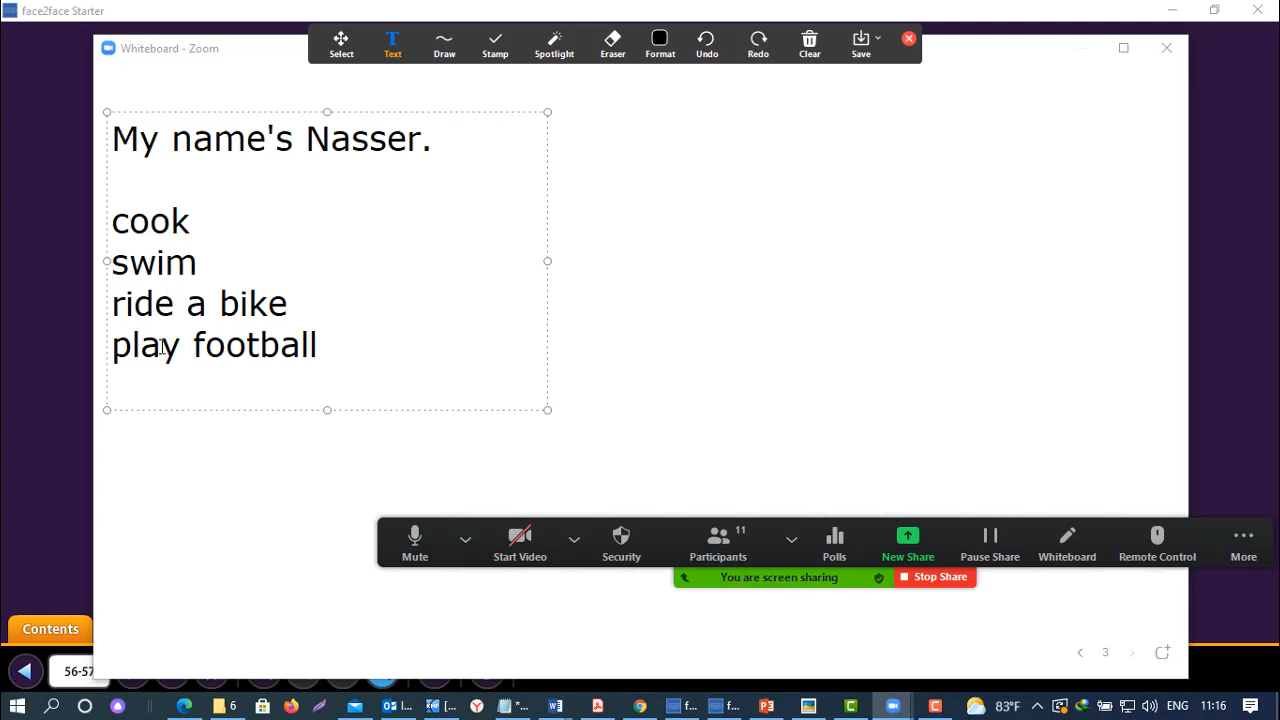 face2face Starter
Whiteboard - Zoom
Select Text Draw Stamp Spotlight Eraser Format Undo Redo Clear Save
My name's Nasser.
cook
swim
ride a bike
play football
11
Mute Start Video Security Participants Polls New Share Pause Share Whiteboard Remote Control More
You are screen sharing Stop Share
Contents
3
56-57
6 83°F ENG 11:16